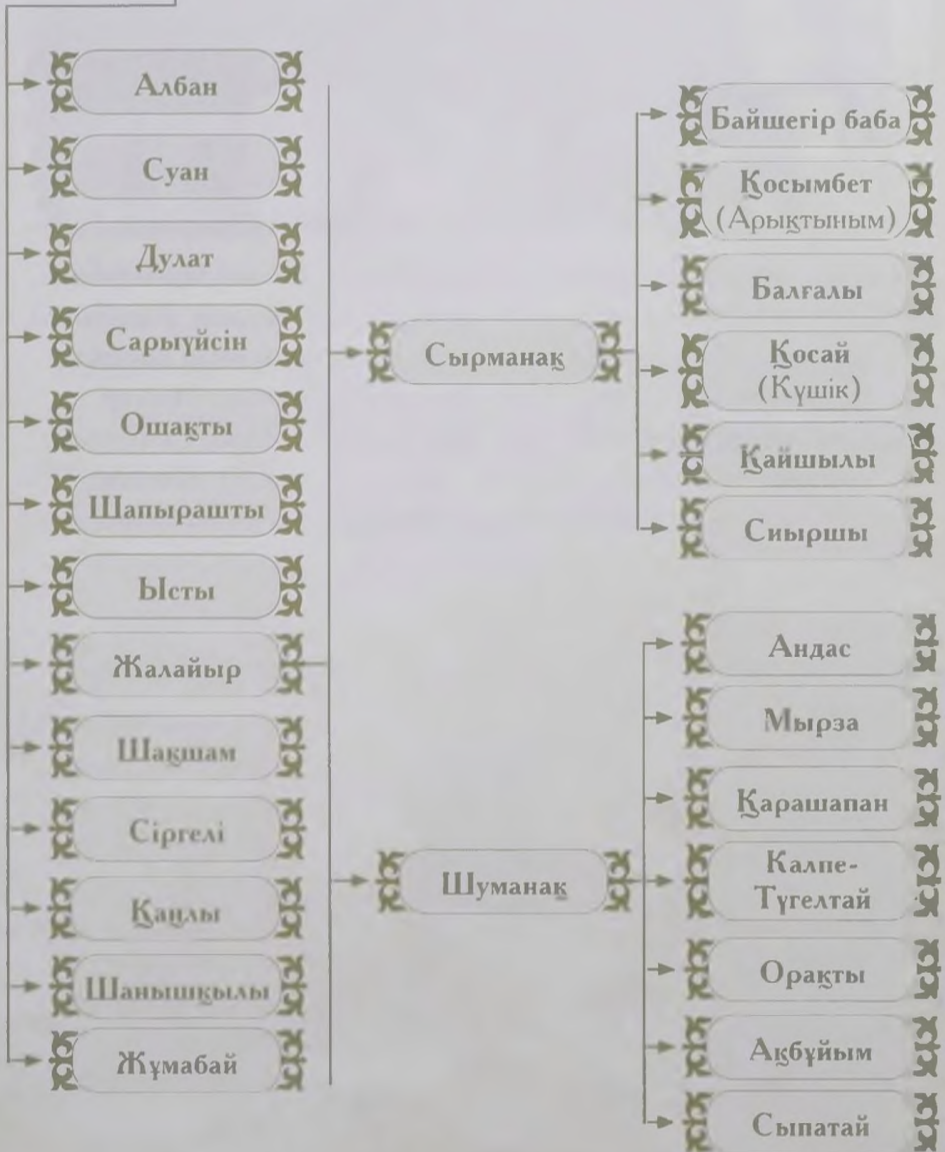 Албан
Суан
Дулат
Сарыүйсін
Ошақты
Шапырашты
Ысты
Жалайыр
Шақшам
Сіргелі
Қаңлы
Шанышқылы
Жұмабай
Сырманақ
Шуманақ
Байшегір баба
Қосымбет
(Арықтыным)
Балғалы
Қосай
(Күшік)
Қайшылы
Сиыршы
Андас
Мырза
Қарашапан
Калпе-
Түгелтай
Орақты
Ақбұйым
Сыпатай